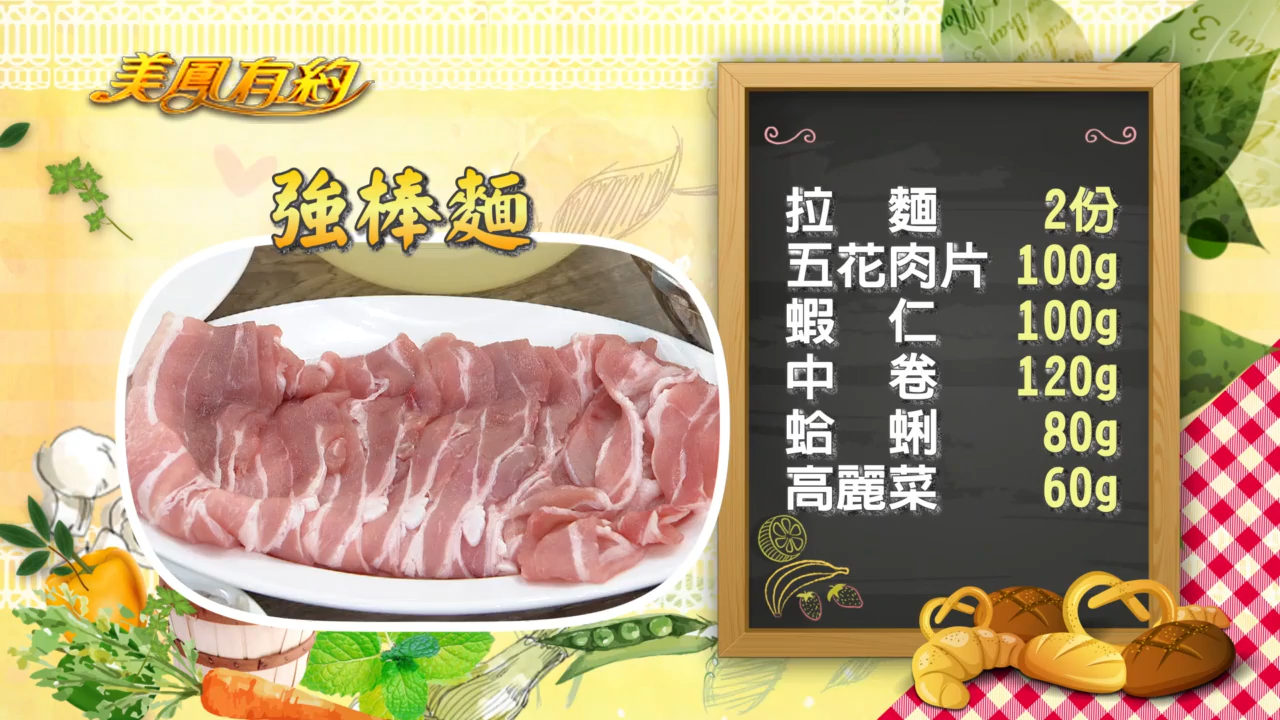 美鳳有約
強棒麵
拉麵 2份
五花肉片 100g
蝦仁 100g
中卷 120g
蛤蜊 80g
高麗菜 60g